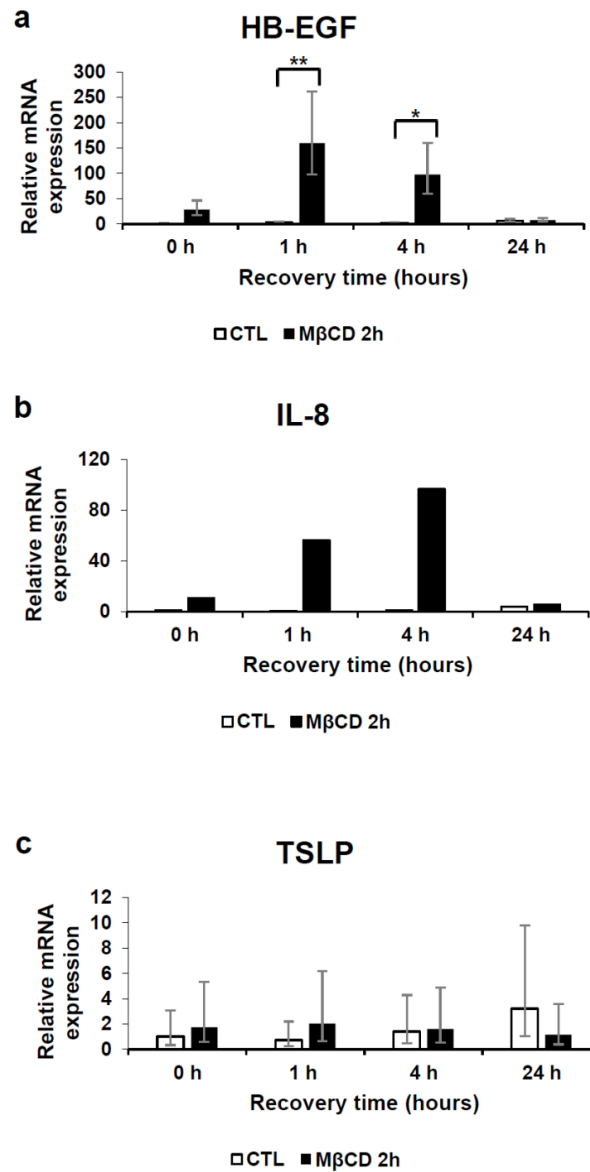 a
HB-EGF
Relative mRNA
expression
300
250
200
150
100
50
0
**
*
0 h 1 h 4 h 24 h
Recovery time (hours)
CTL MβCD 2h
b
IL-8
Relative mRNA
expression
120
80
40
0
0 h 1 h 4 h 24 h
Recovery time (hours)
CTL MβCD 2h
c
TSLP
Relative mRNA
expression
12
10
8
6
4
2
0
0 h 1 h 4 h 24 h
Recovery time (hours)
CTL MβCD 2h